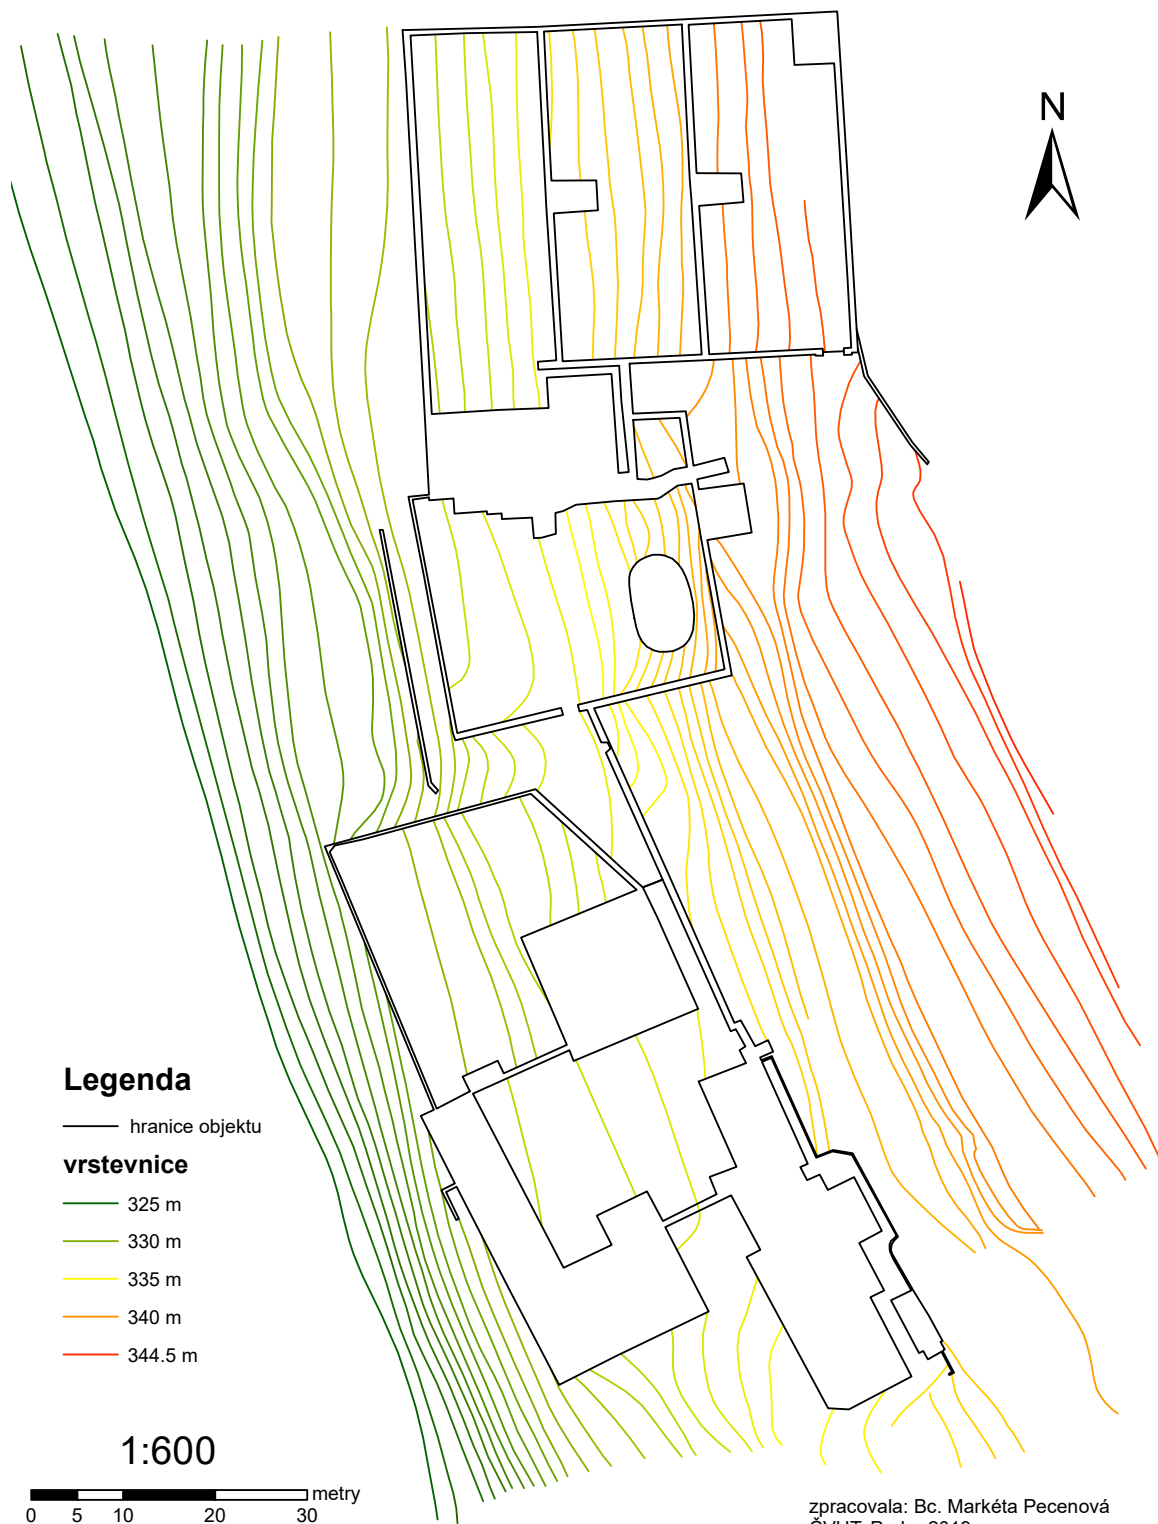 N
Legenda
hranice objektu
vrstevnice
325 m
330 m
335 m
340 m
344.5 m
1:600
metry
0 5 10 20 30
zpracovala: Bc. Markéta Pecenová